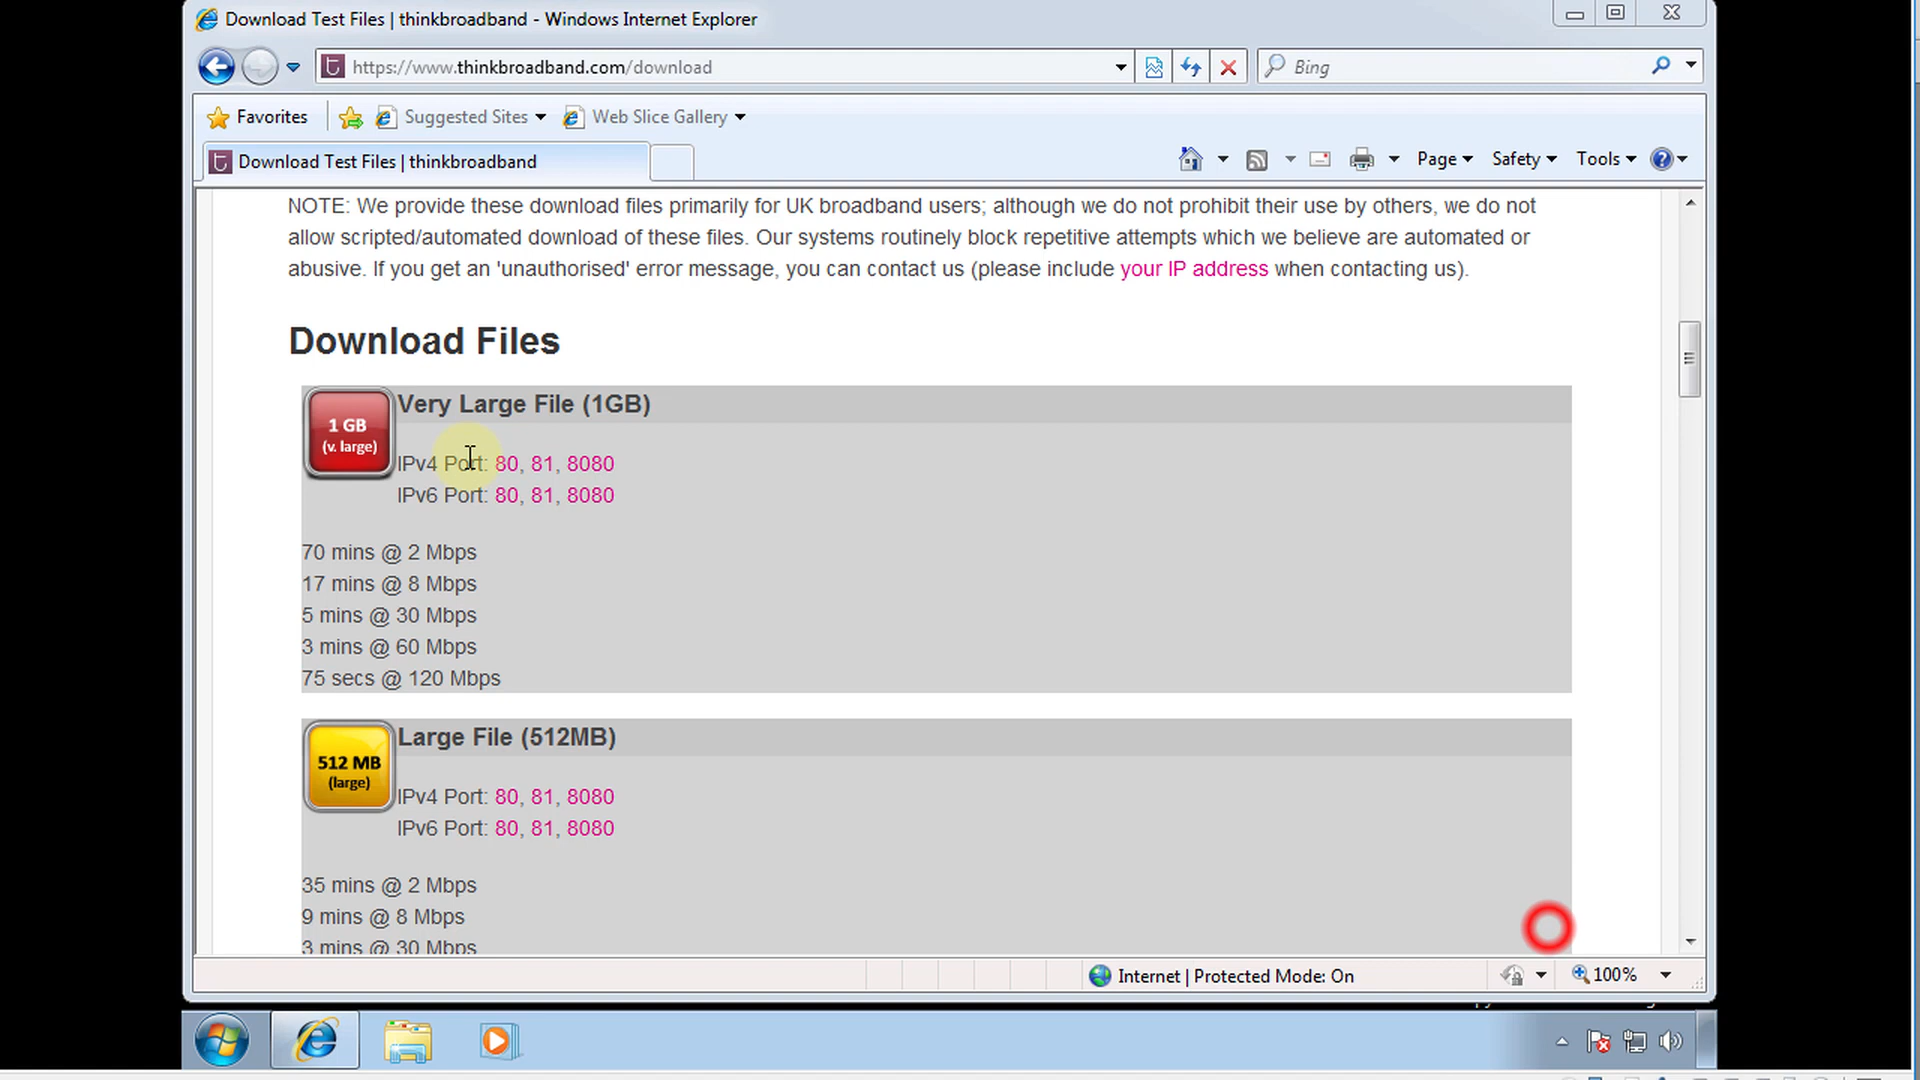 Download Test Files | thinkbroadband - Windows Internet Explorer
https://www.thinkbroadband.com/download
Bing
Favorites
Suggested Sites
Web Slice Gallery
Download Test Files | thinkbroadband
Page
Safety
Tools
NOTE: We provide these download files primarily for UK broadband users; although we do not prohibit their use by others, we do not
allow scripted/automated download of these files. Our systems routinely block repetitive attempts which we believe are automated or
abusive. If you get an 'unauthorised' error message, you can contact us (please include your IP address when contacting us).
Download Files
1 GB
(v. large)
Very Large File (1GB)
IPv4 Port: 80, 81, 8080
IPv6 Port: 80, 81, 8080
70 mins @ 2 Mbps
17 mins @ 8 Mbps
5 mins @ 30 Mbps
3 mins @ 60 Mbps
75 secs @ 120 Mbps
512 MB
(large)
Large File (512MB)
IPv4 Port: 80, 81, 8080
IPv6 Port: 80, 81, 8080
35 mins @ 2 Mbps
9 mins @ 8 Mbps
3 mins @ 30 Mbps
Internet | Protected Mode: On
100%